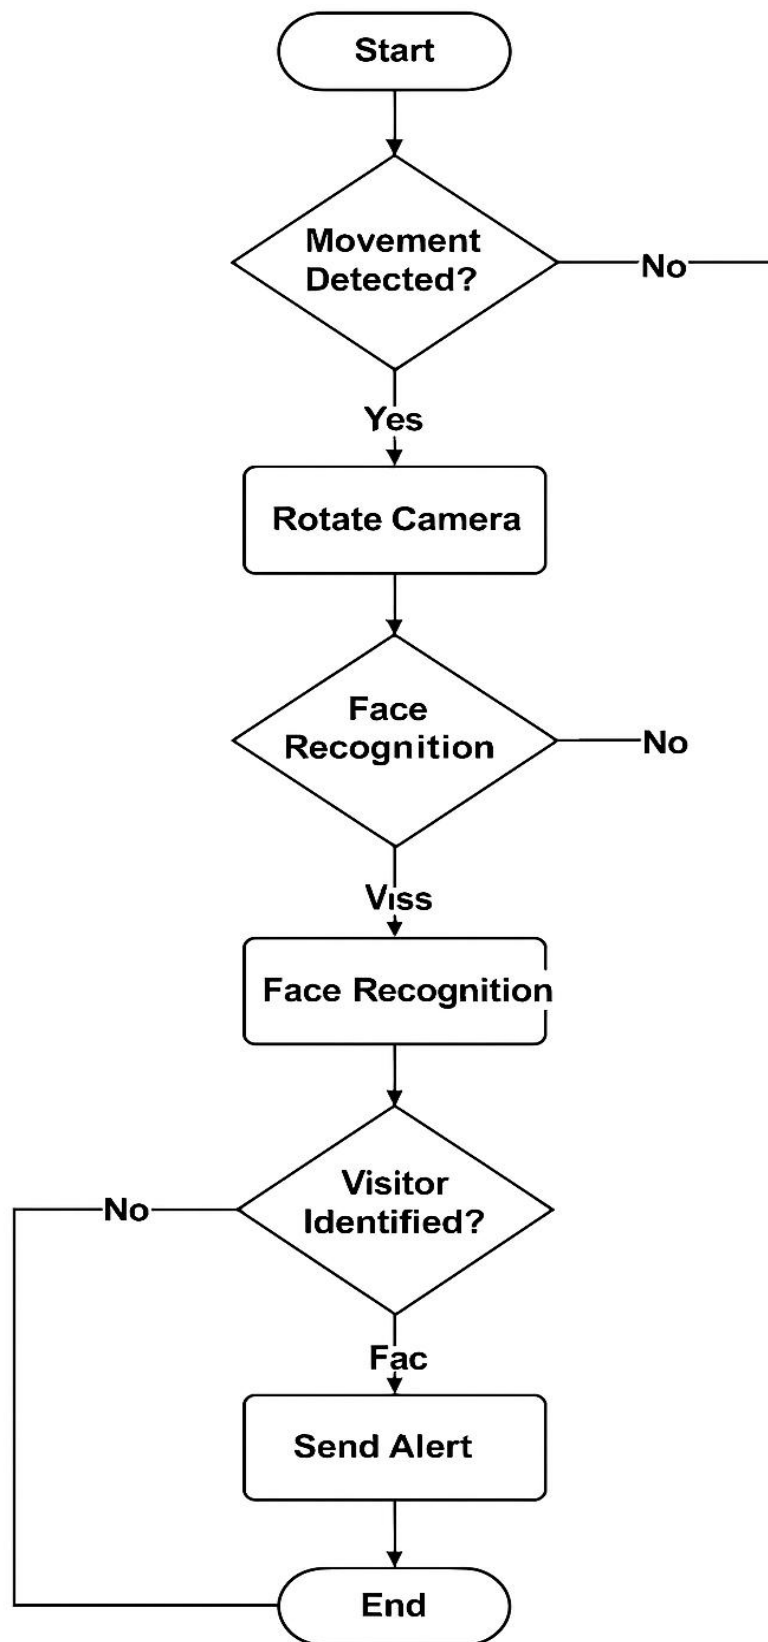 Start
Movement
Detected?
No
Yes
Rotate Camera
Face
Recognition
No
Viss
Face Recognition
Visitor
Identified?
No
Fac
Send Alert
End